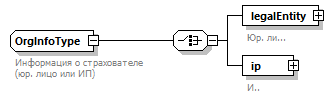 legalEntity
Юр. ли...
OrgInfoType
Информация о страхователе
(юр. лицо или ИП)
ip
И..